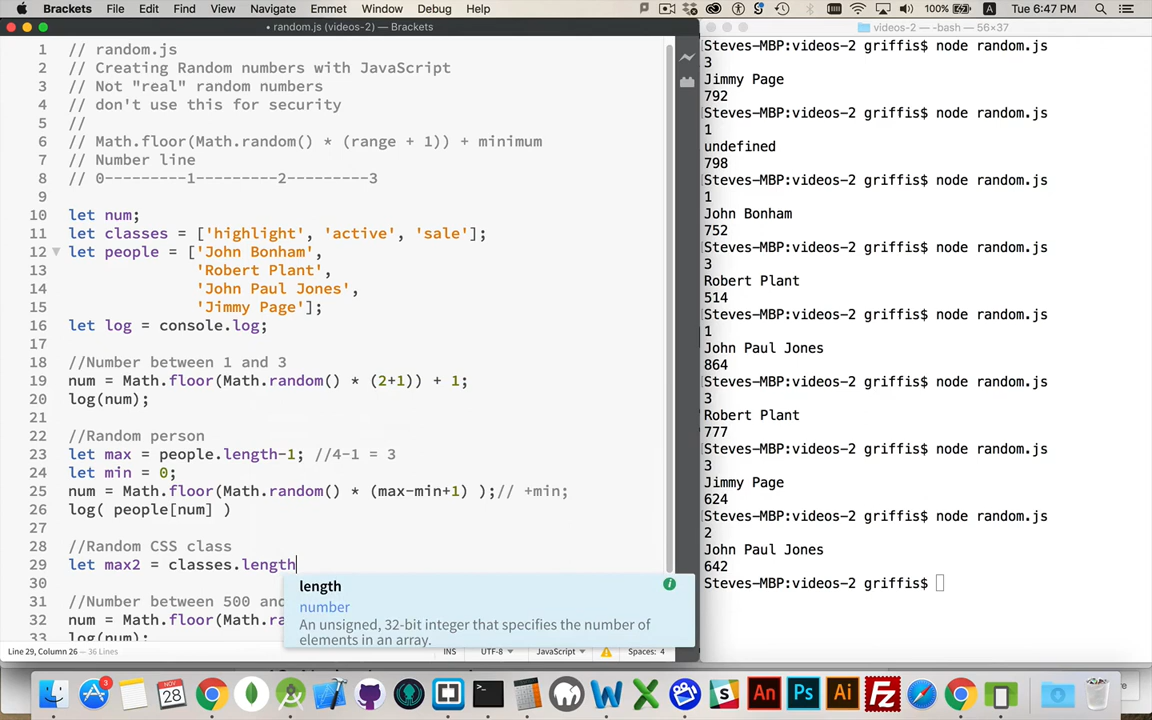 Brackets File Edit Find View Navigate Emmet Window Debug Help 100% Tue 6:47 PM
• random.js (videos-2) — Brackets
1 // random.js
2 // Creating Random numbers with JavaScript
3 // Not "real" random numbers
4 // don't use this for security
5 //
6 // Math.floor(Math.random() * (range + 1)) + minimum
7 // Number line
8 // 0---------1---------2---------3
9
10 let num;
11 let classes = ['highlight', 'active', 'sale'];
12 let people = ['John Bonham',
13 'Robert Plant',
14 'John Paul Jones',
15 'Jimmy Page'];
16 let log = console.log;
17
18 //Number between 1 and 3
19 num = Math.floor(Math.random() * (2+1)) + 1;
20 log(num);
21
22 //Random person
23 let max = people.length-1; //4-1 = 3
24 let min = 0;
25 num = Math.floor(Math.random() * (max-min+1) );// +min;
26 log( people[num] )
27
28 //Random CSS class
29 let max2 = classes.length
30
31 //Number between 500 and
32 num = Math.floor(Math.ra
33 log(num);
length
number
An unsigned, 32-bit integer that specifies the number of
elements in an array.
Line 29, Column 26 — 36 Lines
INS UTF-8 JavaScript Spaces: 4
videos-2 — -bash — 56×37
Steves-MBP:videos-2 griffis$ node random.js
3
Jimmy Page
792
Steves-MBP:videos-2 griffis$ node random.js
1
undefined
798
Steves-MBP:videos-2 griffis$ node random.js
1
John Bonham
752
Steves-MBP:videos-2 griffis$ node random.js
3
Robert Plant
514
Steves-MBP:videos-2 griffis$ node random.js
1
John Paul Jones
864
Steves-MBP:videos-2 griffis$ node random.js
3
Robert Plant
777
Steves-MBP:videos-2 griffis$ node random.js
3
Jimmy Page
624
Steves-MBP:videos-2 griffis$ node random.js
2
John Paul Jones
642
Steves-MBP:videos-2 griffis$
3
NOV
28
An Ps Ai Fz